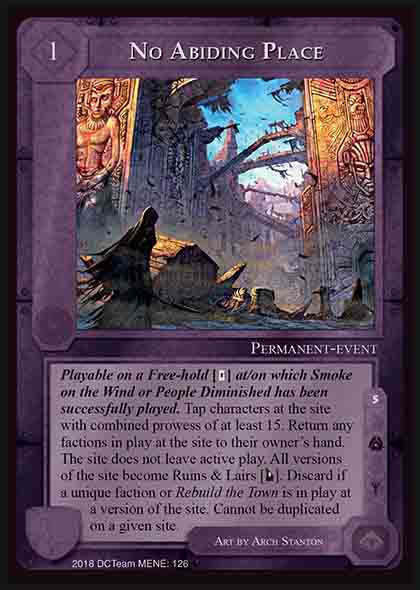 1
No Abiding Place
Permanent-event
Playable on a Free-hold [] at/on which Smoke
on the Wind or People Diminished has been
successfully played. Tap characters at the site
with combined prowess of at least 15. Return any
factions in play at the site to their owner's hand.
The site does not leave active play. All versions
of the site become Ruins & Lairs []. Discard if
a unique faction or Rebuild the Town is in play at
a version of the site. Cannot be duplicated
on a given site
5
Art by Arch Stanton
2018 DCTeam MENE: 126